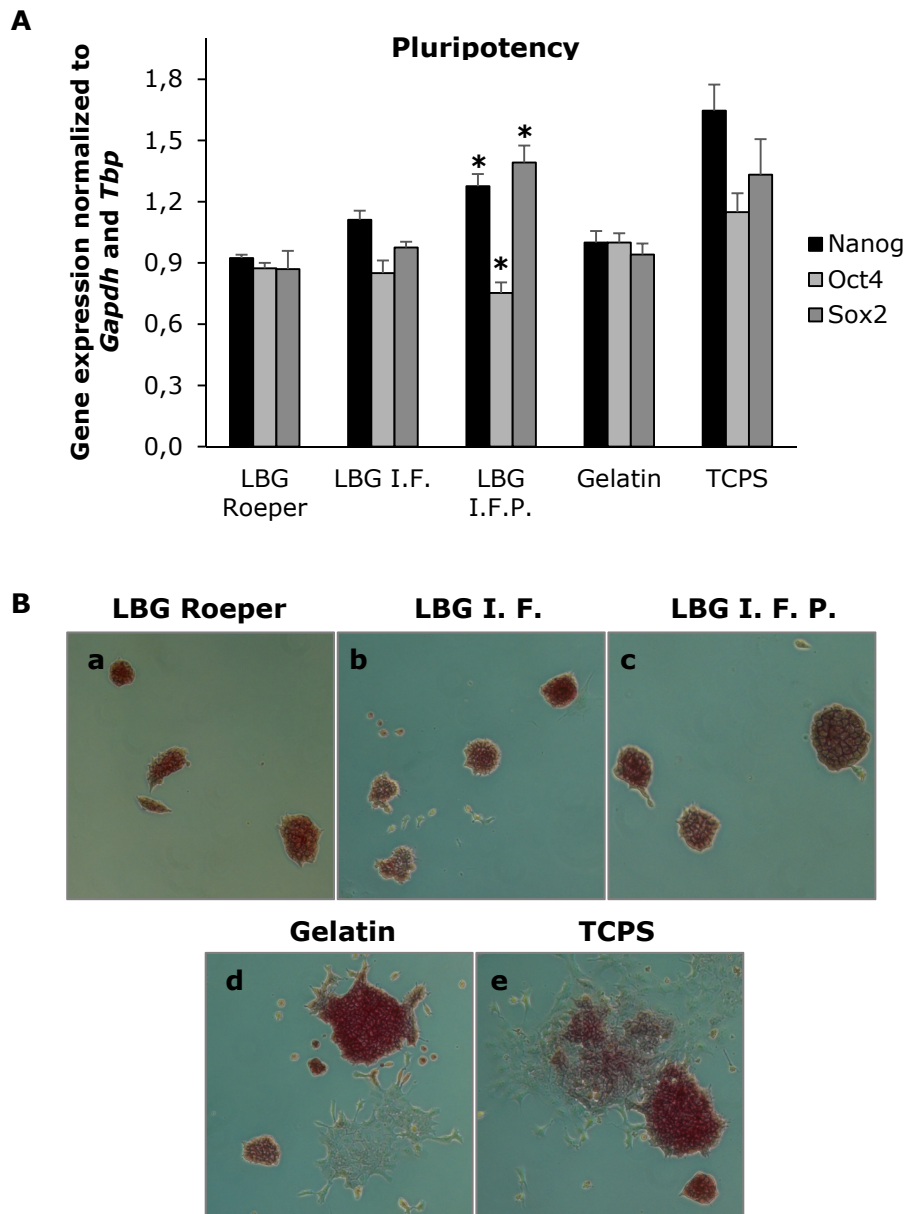 A
Pluripotency
Gene expression normalized to
Gapdh and Tbp
1,8
1,5
1,2
0,9
0,6
0,3
0,0
*
*
*
Nanog
Oct4
Sox2
LBG
Roeper
LBG I.F.
LBG
I.F.P.
Gelatin
TCPS
B
LBG Roeper
LBG I. F.
LBG I. F. P.
a
b
c
Gelatin
TCPS
d
e